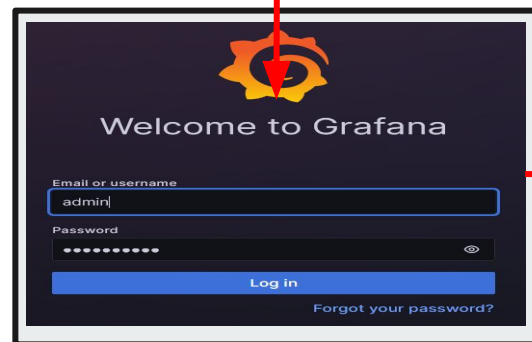 Welcome to Grafana
Email or username
admin
Password
••••••••••
Log in
Forgot your password?